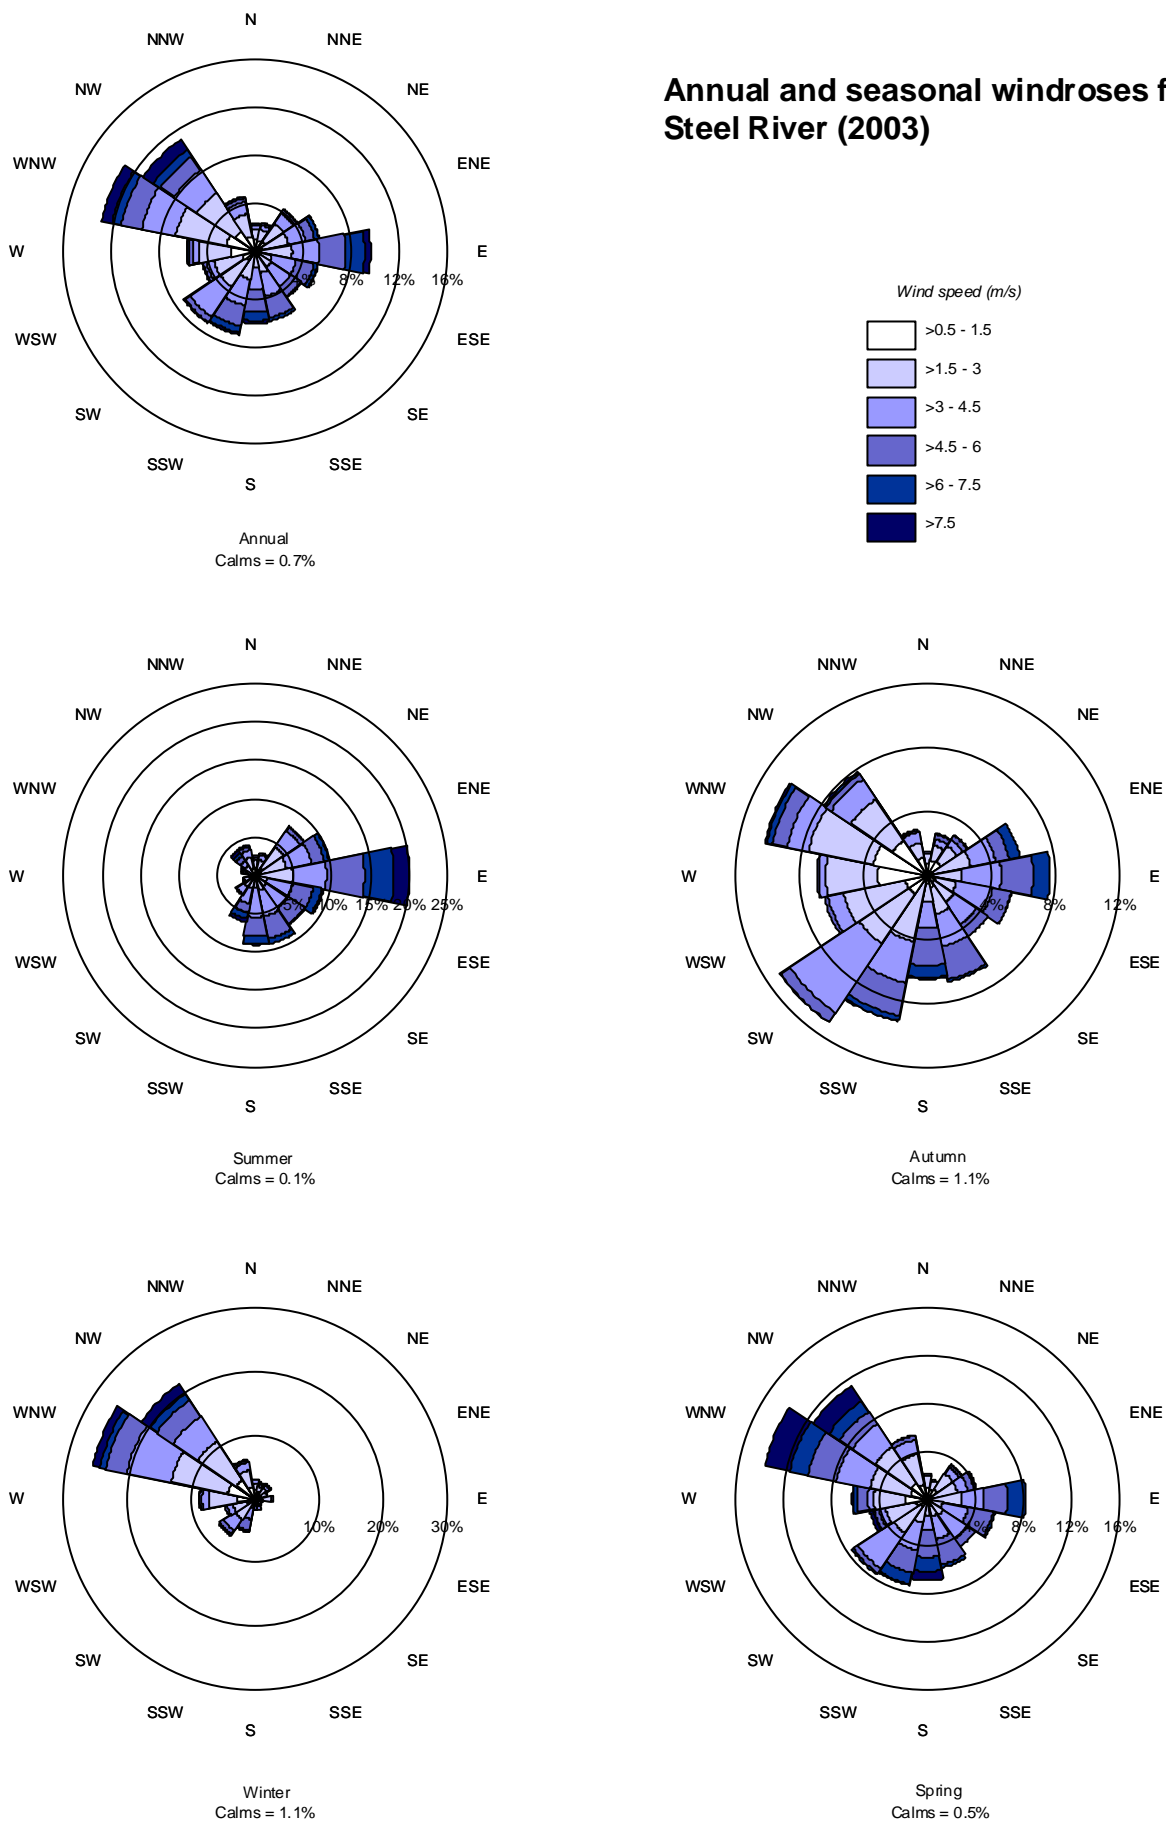 N
NNW
NNE
NW
NE
WNW
ENE
W
E
4%
8%
12%
16%
WSW
ESE
SW
SE
SSW
SSE
S
Annual
Calms = 0.7%
Annual and seasonal windroses f
Steel River (2003)
Wind speed (m/s)
>0.5 - 1.5
>1.5 - 3
>3 - 4.5
>4.5 - 6
>6 - 7.5
>7.5
N
NNW
NNE
NW
NE
WNW
ENE
W
E
5%
10%
15%
20%
25%
WSW
ESE
SW
SE
SSW
SSE
S
Summer
Calms = 0.1%
N
NNW
NNE
NW
NE
WNW
ENE
W
E
4%
8%
12%
WSW
ESE
SW
SE
SSW
SSE
S
Autumn
Calms = 1.1%
N
NNW
NNE
NW
NE
WNW
ENE
W
E
10%
20%
30%
WSW
ESE
SW
SE
SSW
SSE
S
Winter
Calms = 1.1%
N
NNW
NNE
NW
NE
WNW
ENE
W
E
4%
8%
12%
16%
WSW
ESE
SW
SE
SSW
SSE
S
Spring
Calms = 0.5%